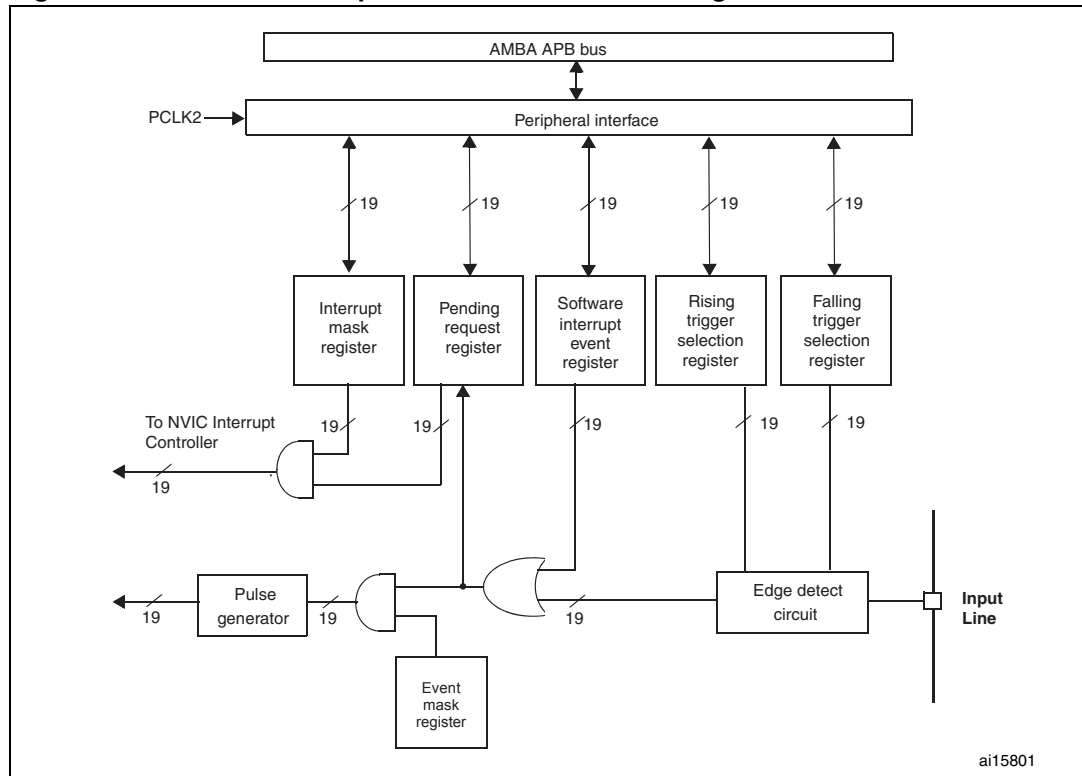 AMBA APB bus
PCLK2
Peripheral interface
19
19
19
19
19
Interrupt
mask
register
Pending
request
register
Software
interrupt
event
register
Rising
trigger
selection
register
Falling
trigger
selection
register
To NVIC Interrupt
Controller
19
19
19
19
19
19
Pulse
generator
19
19
19
Edge detect
circuit
Input
Line
Event
mask
register
ai15801